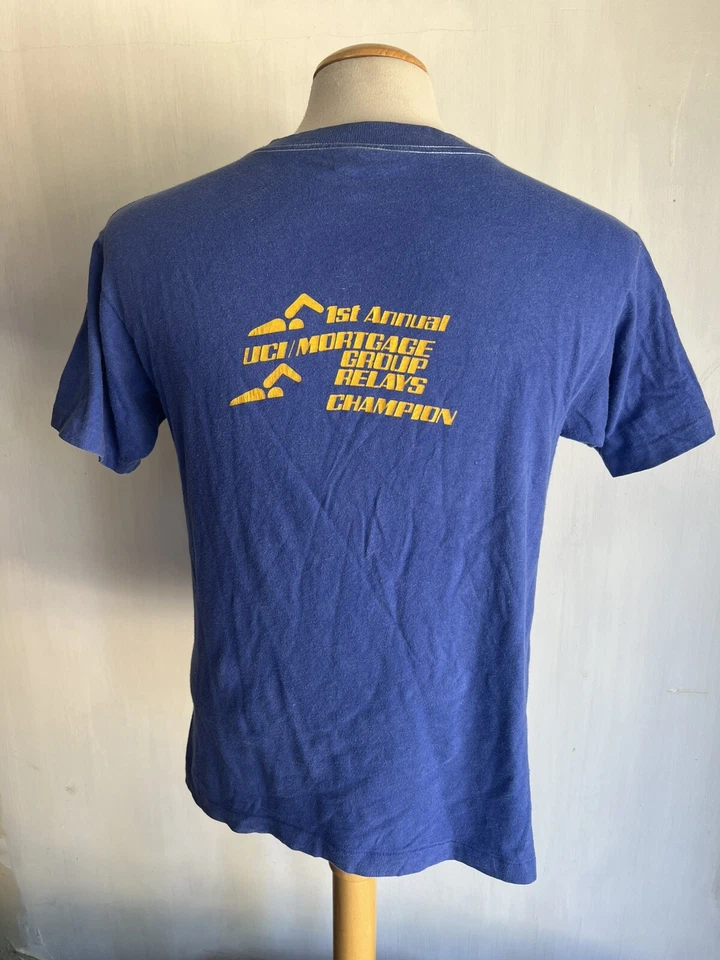 1st Annual
UCI/MORTGAGE
GROUP
RELAYS
CHAMPION